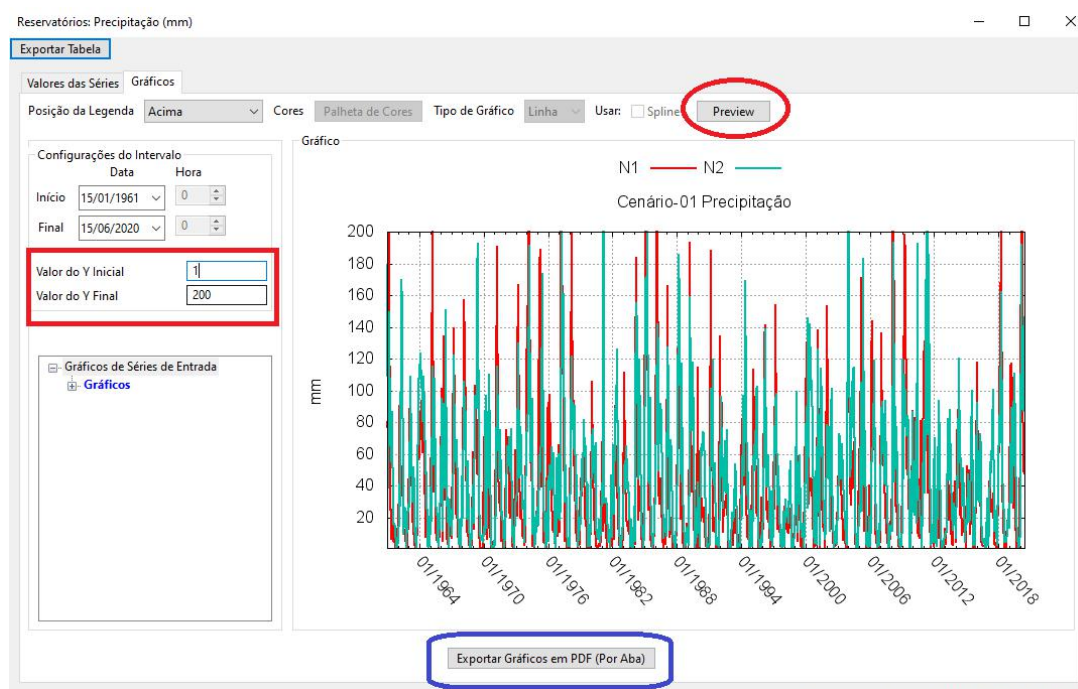 Reservatórios: Precipitação (mm)
Exportar Tabela
Valores das Séries Gráficos
Posição da Legenda Acima Cores Palheta de Cores Tipo de Gráfico Linha Usar: Spline Preview
Configurações do Intervalo
Data Hora
Início 15/01/1961 0
Final 15/06/2020 0
Valor do Y Inicial 1
Valor do Y Final 200
Gráficos de Séries de Entrada
Gráficos
Gráfico
N1 N2
Cenário-01 Precipitação
200
180
160
140
120
100
80
60
40
20
mm
01/1964 01/1970 01/1976 01/1982 01/1988 01/1994 01/2000 01/2006 01/2012 01/2018
Exportar Gráficos em PDF (Por Aba)